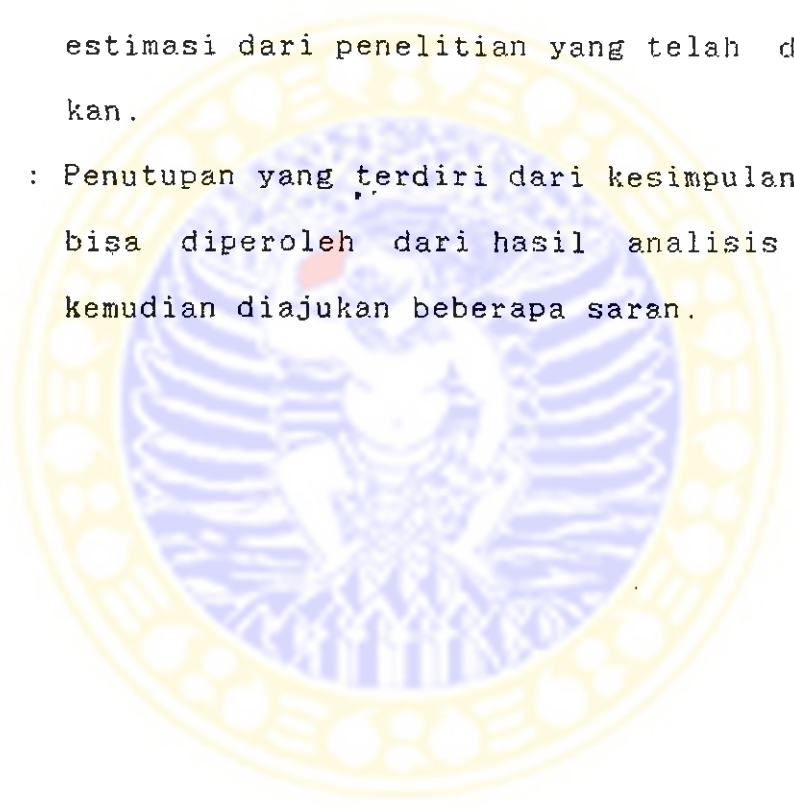 estimasi dari penelitian yang telah d
kan.
: Penutupan yang terdiri dari kesimpulan
bisa diperoleh dari hasil analisis
kemudian diajukan beberapa saran.